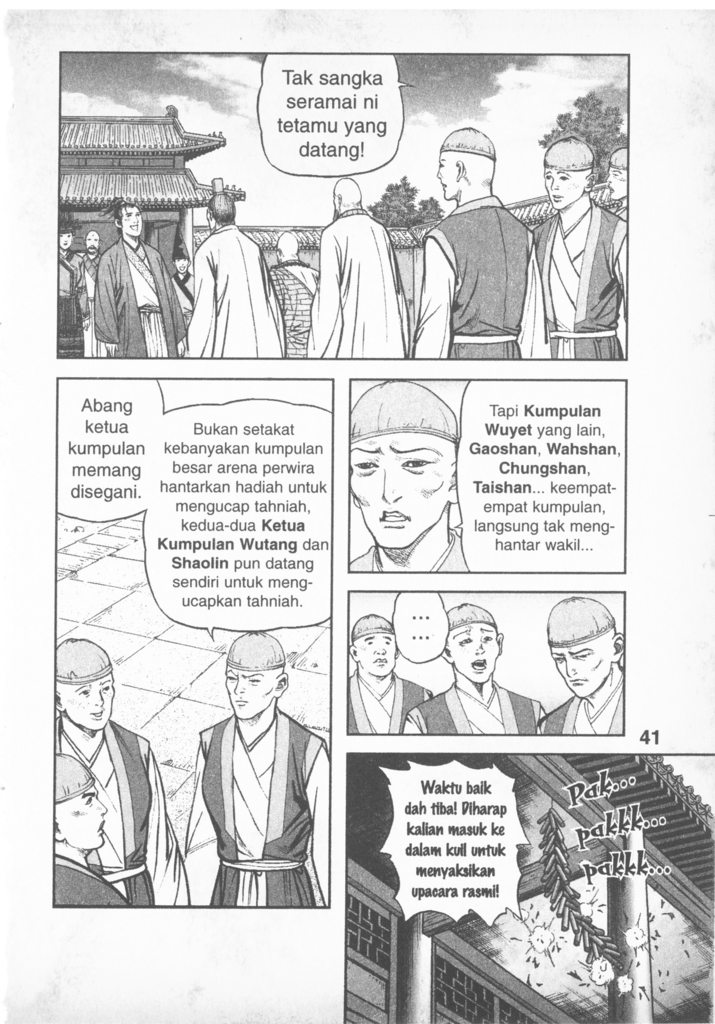 Tak sangka
seramai ni
tetamu yang
datang!
Abang
ketua
kumpulan
memang
disegani.
Bukan setakat
kebanyakan kumpulan
besar arena perwira
hantarkan hadiah untuk
mengucap tahniah,
kedua-dua Ketua
Kumpulan Wutang dan
Shaolin pun datang
sendiri untuk meng-
ucapkan tahniah.
Tapi Kumpulan
Wuyet yang lain,
Gaoshan, Wahshan,
Chungshan,
Taishan... keempat-
empat kumpulan,
langsung tak meng-
hantar wakil...
...
...
41
Waktu baik
dah tiba! Diharap
kalian masuk ke
dalam kuil untuk
menyaksikan
upacara rasmi!
Pak...
pakkk...
pakkk...